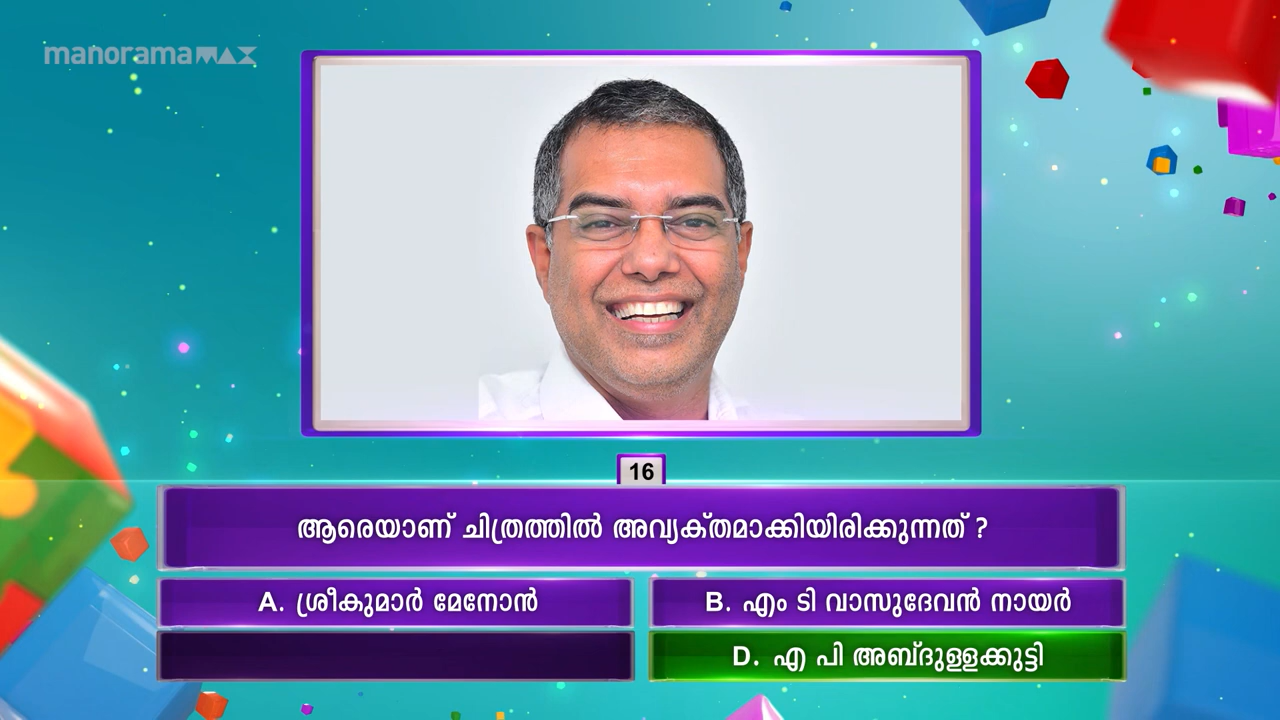 manoramaMAX
16
ആരെയാണ് ചിത്രത്തിൽ അവ്യക്തമാക്കിയിരിക്കുന്നത് ?
A. ശ്രീകുമാർ മേനോൻ
B. എം ടി വാസുദേവൻ നായർ
D. എ പി അബ്ദുള്ളക്കുട്ടി